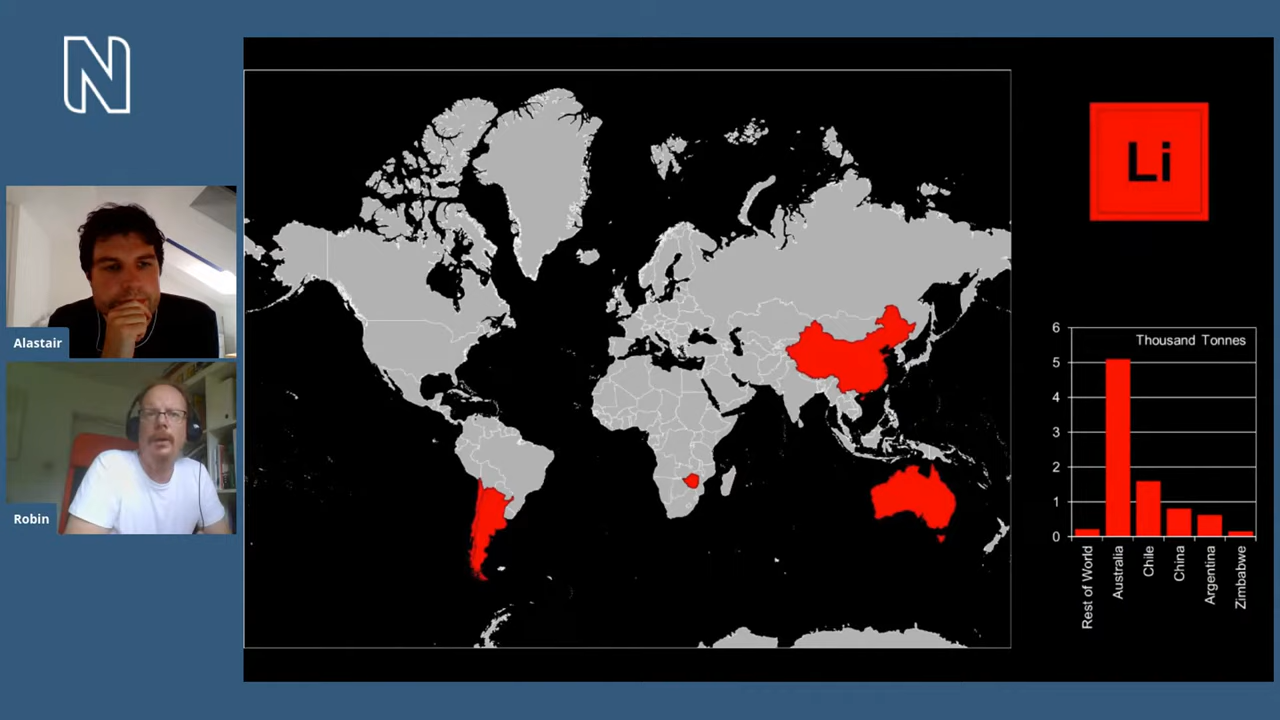 N
Alastair
Robin
Li
Thousand Tonnes
6
5
4
3
2
1
0
Rest of World
Australia
Chile
China
Argentina
Zimbabwe